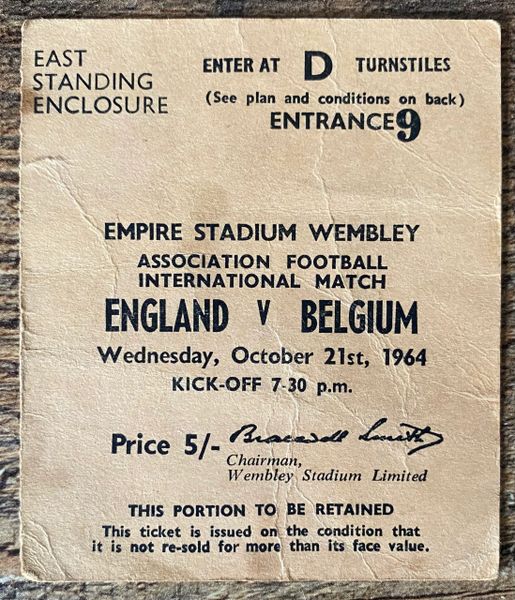 EAST
STANDING
ENCLOSURE
ENTER AT D TURNSTILES
(See plan and conditions on back)
ENTRANCE 9
EMPIRE STADIUM WEMBLEY
ASSOCIATION FOOTBALL
INTERNATIONAL MATCH
ENGLAND V BELGIUM
Wednesday, October 21st, 1964
KICK-OFF 7-30 p.m.
Price 5/- Bracewell Smith
Chairman,
Wembley Stadium Limited
THIS PORTION TO BE RETAINED
This ticket is issued on the condition that
it is not re-sold for more than its face value.